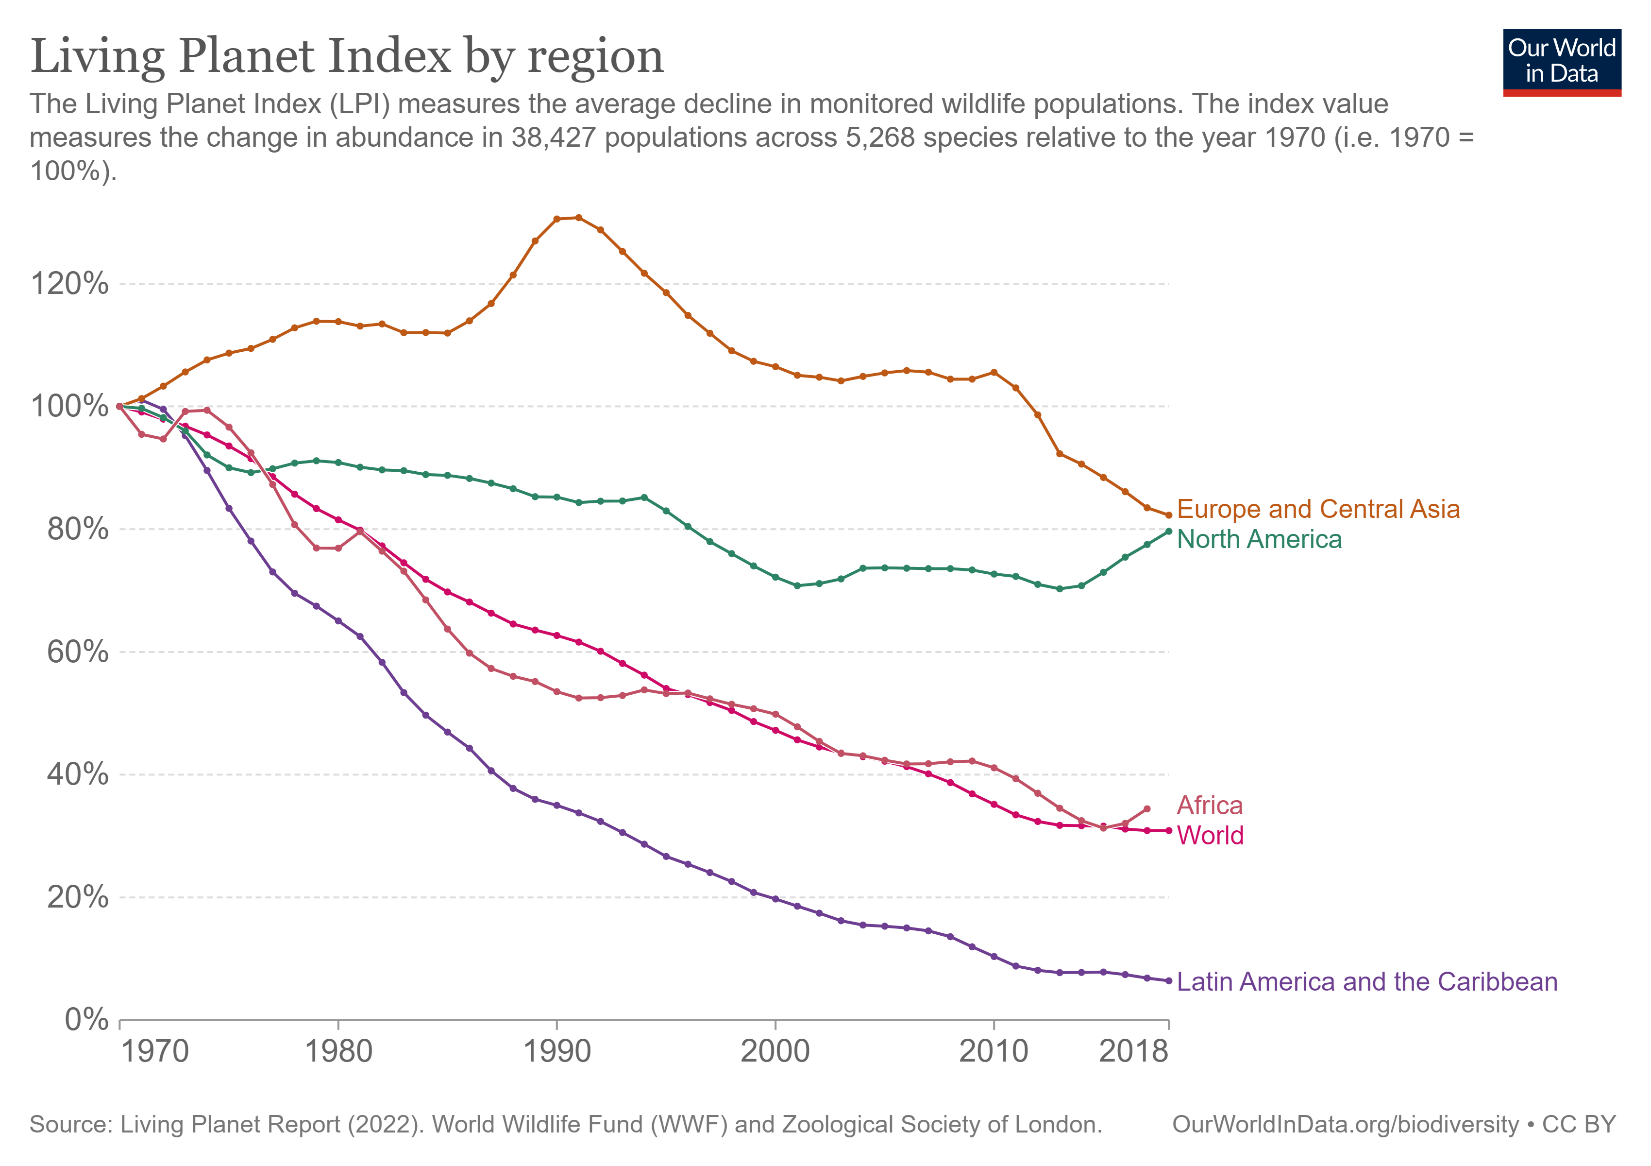 Living Planet Index by region
Our World
in Data
The Living Planet Index (LPI) measures the average decline in monitored wildlife populations. The index value
measures the change in abundance in 38,427 populations across 5,268 species relative to the year 1970 (i.e. 1970 =
100%).
120%
100%
80%
60%
40%
20%
0%
Europe and Central Asia
North America
Africa
World
Latin America and the Caribbean
1970 1980 1990 2000 2010 2018
Source: Living Planet Report (2022). World Wildlife Fund (WWF) and Zoological Society of London. OurWorldInData.org/biodiversity • CC BY